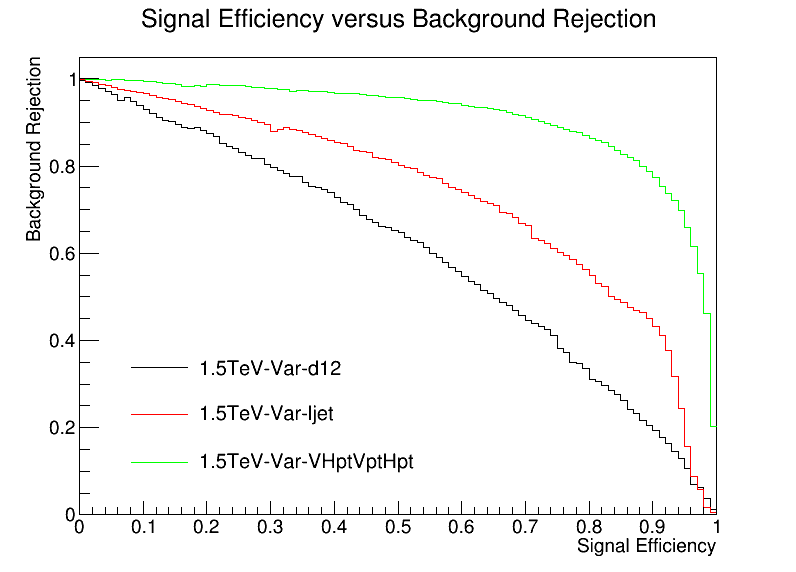 Signal Efficiency versus Background Rejection
Background Rejection
1
0.8
0.6
0.4
0.2
0
1.5TeV-Var-d12
1.5TeV-Var-ljet
1.5TeV-Var-VHptVptHpt
0 0.1 0.2 0.3 0.4 0.5 0.6 0.7 0.8 0.9 1
Signal Efficiency